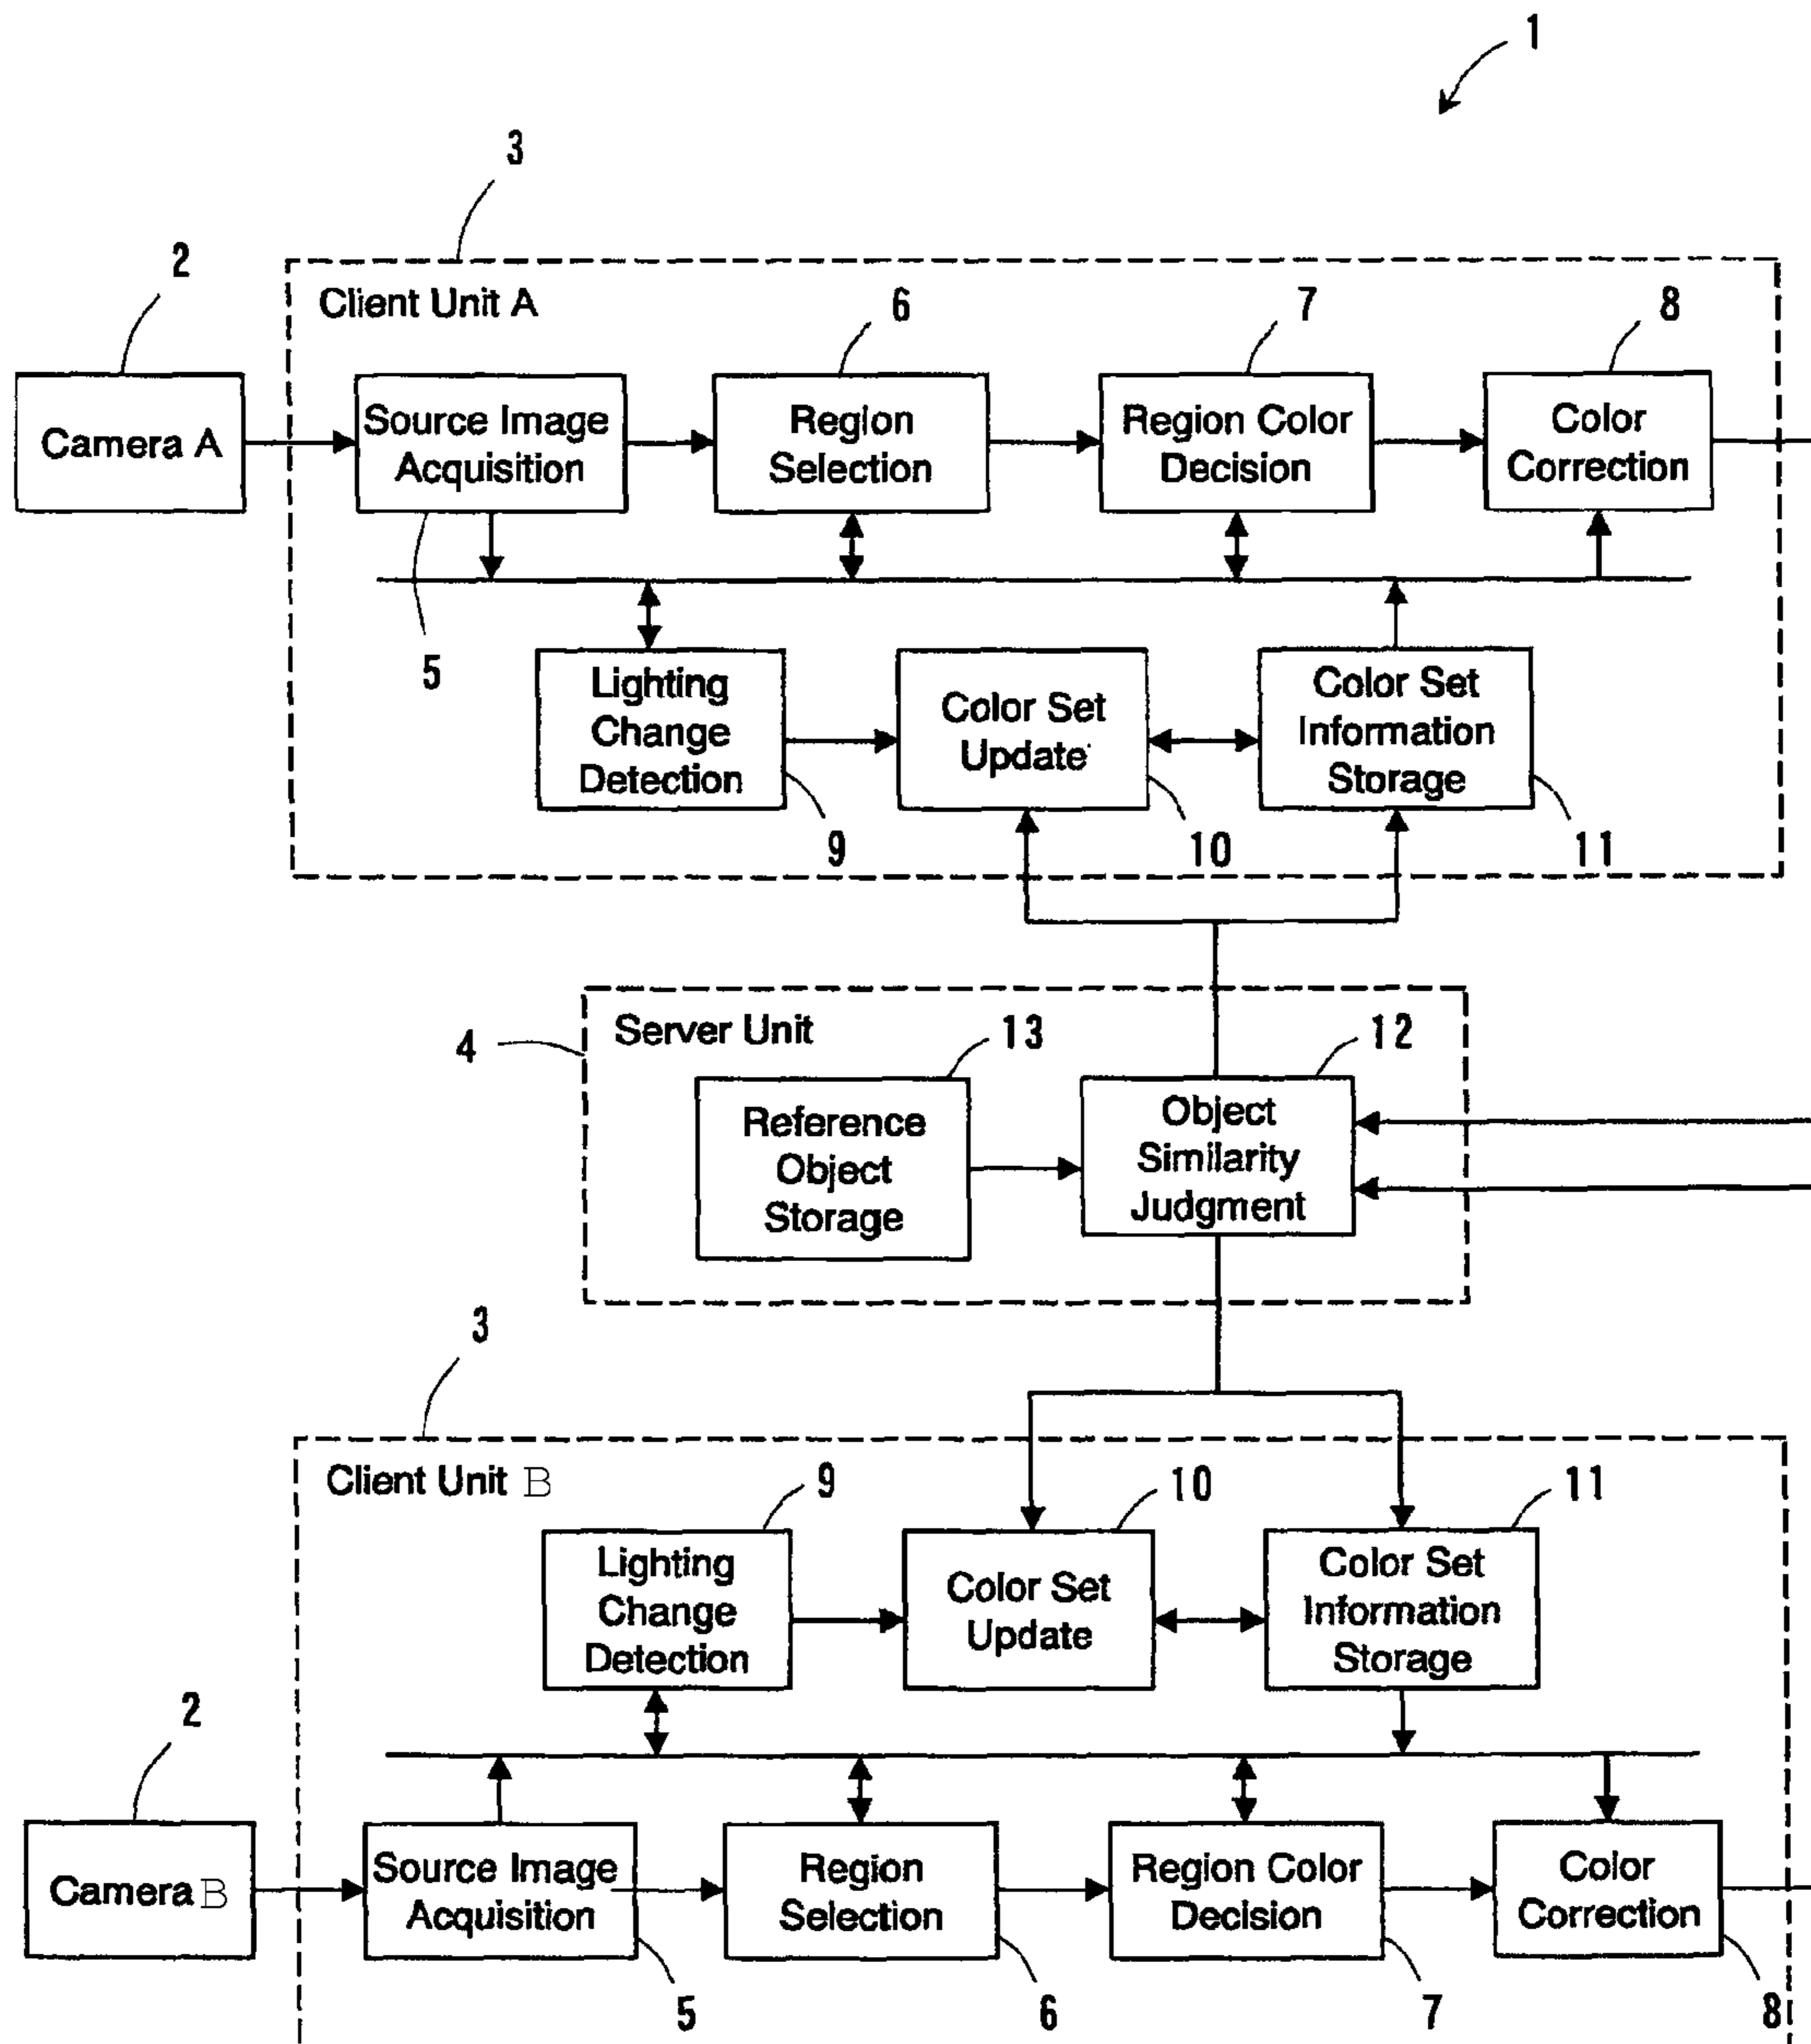 1
3
2
Client Unit A
6
7
8
Camera A
Source Image
Acquisition
Region
Selection
Region Color
Decision
Color
Correction
5
Lighting
Change
Detection
Color Set
Update
Color Set
Information
Storage
9
10
11
4
Server Unit
13
12
Reference
Object
Storage
Object
Similarity
Judgment
3
Client Unit B
9
10
11
Lighting
Change
Detection
Color Set
Update
Color Set
Information
Storage
2
Camera B
Source Image
Acquisition
Region
Selection
Region Color
Decision
Color
Correction
5
6
7
8